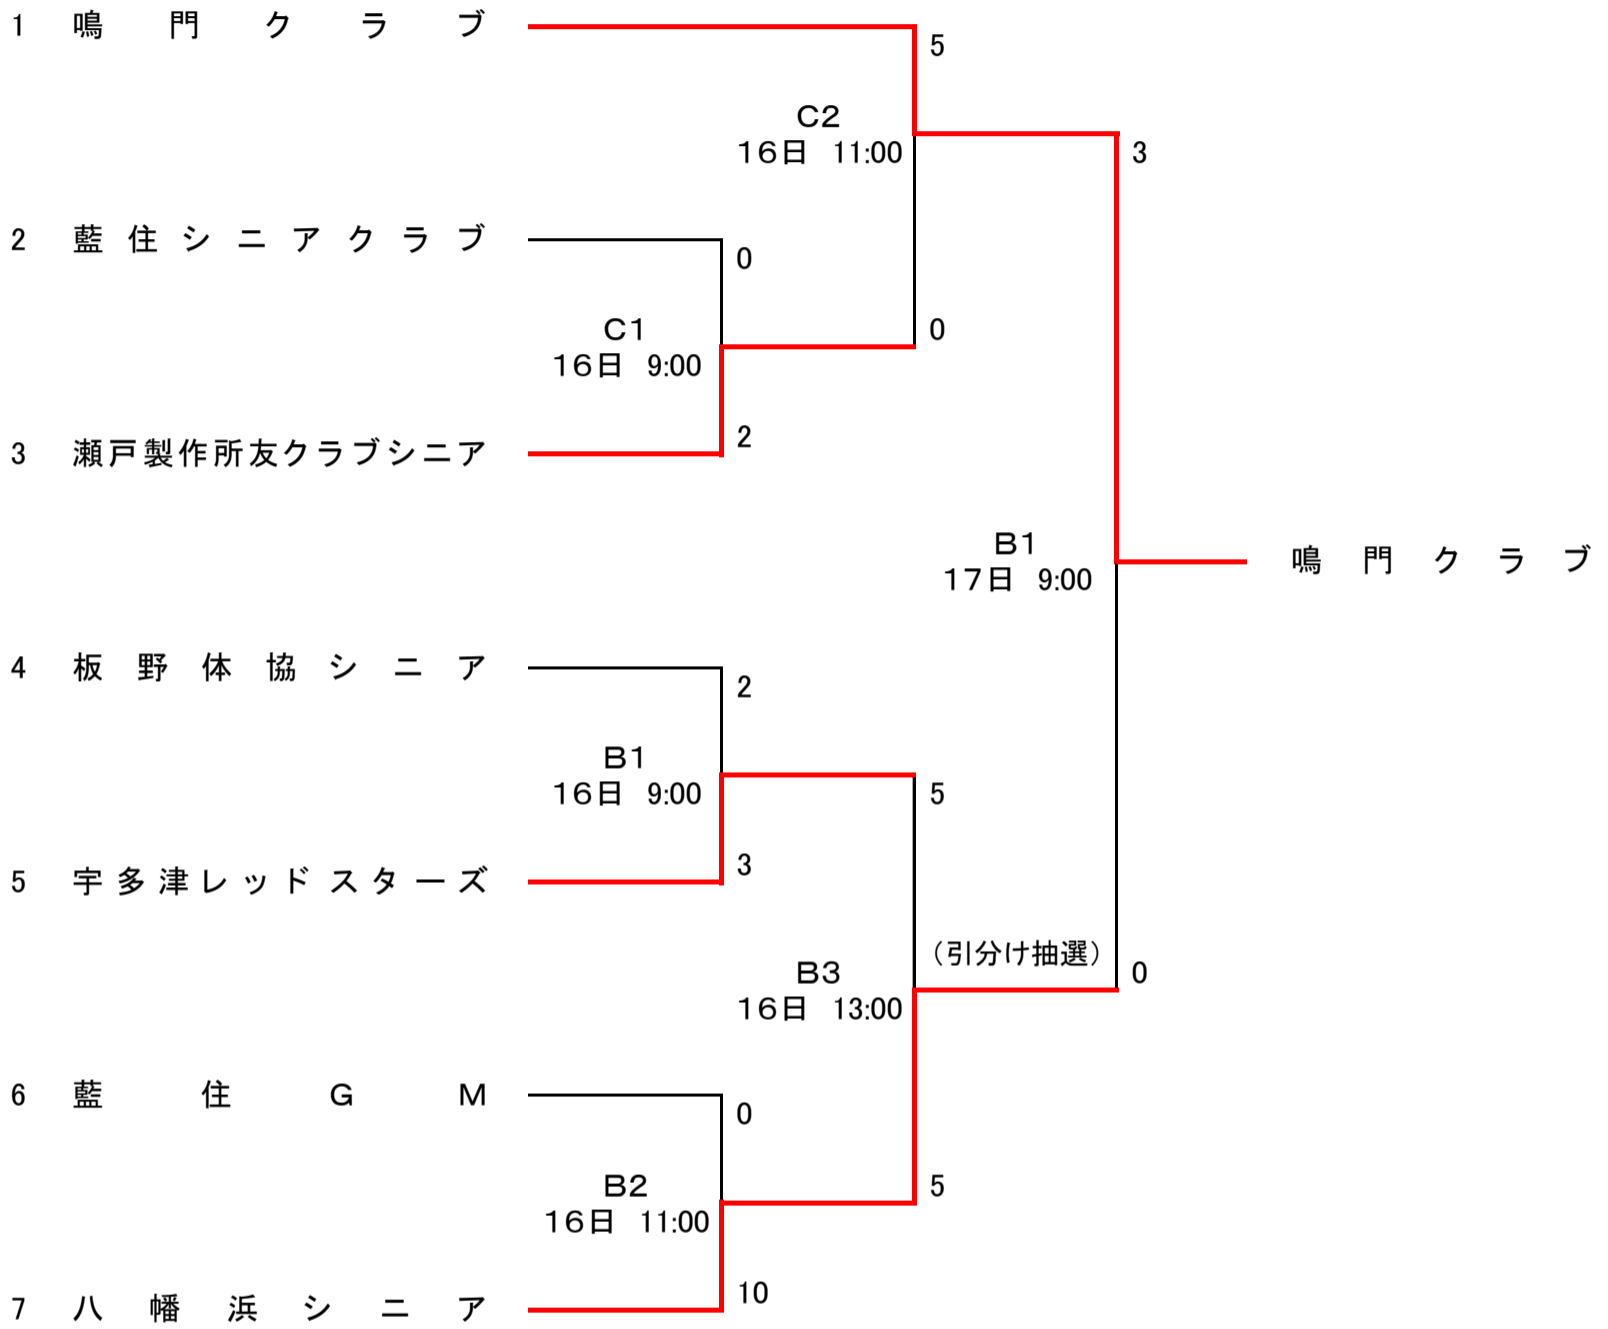 1 鳴門クラブ
5
C2
16日 11:00
3
2 藍住シニアクラブ
0
C1
16日 9:00
0
2
3 瀬戸製作所友クラブシニア
B1
17日 9:00
鳴門クラブ
4 板野体協シニア
2
B1
16日 9:00
5
3
5 宇多津レッドスターズ
(引分け抽選)
0
B3
16日 13:00
6 藍住GM
0
B2
16日 11:00
5
10
7 八幡浜シニア